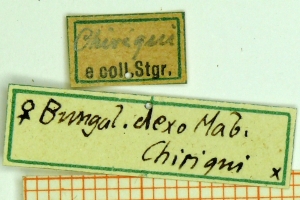 Chiriqui
e coll. Stgr.
♀ Bungal. dexo Mab.
Chiriqui x